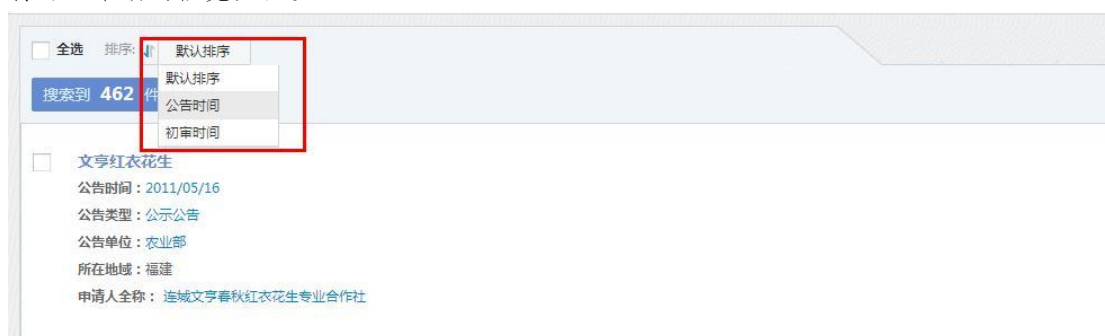 全选 排序: 默认排序
默认排序
搜索到 462 件
公告时间
初审时间
文亨红衣花生
公告时间：2011/05/16
公告类型：公示公告
公告单位：农业部
所在地域：福建
申请人全称： 连城文亨春秋红衣花生专业合作社